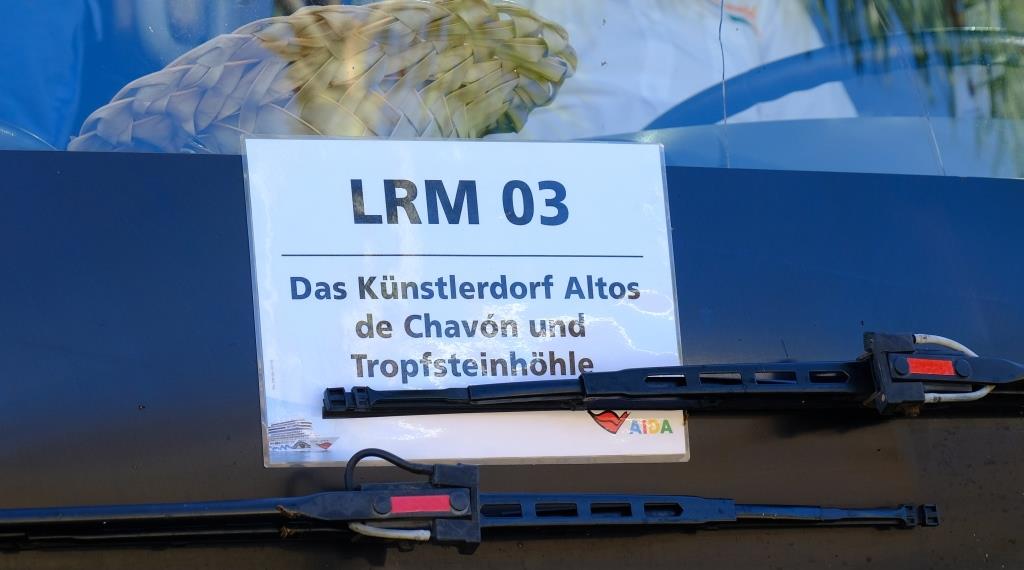 LRM 03
Das Künstlerdorf Altos
de Chavón und
Tropfsteinhöhle
AIDA